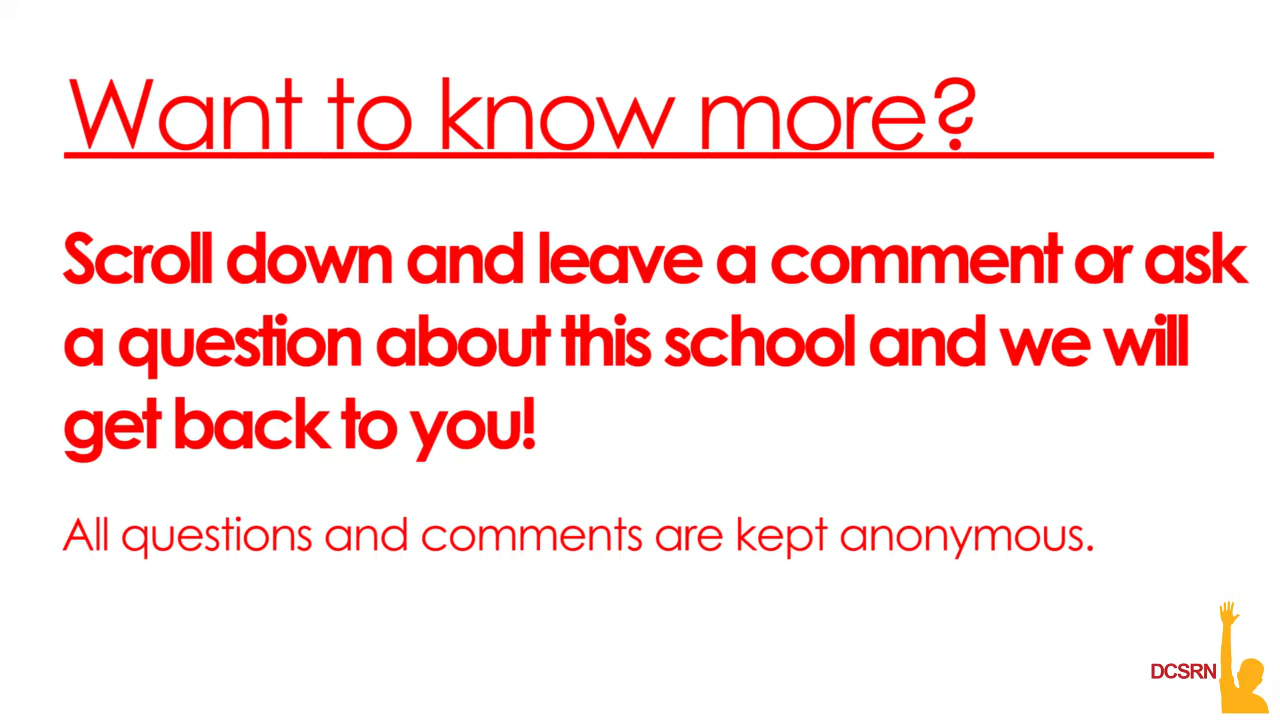 Want to know more?
Scroll down and leave a comment or ask
a question about this school and we will
get back to you!
All questions and comments are kept anonymous.
DCSRN